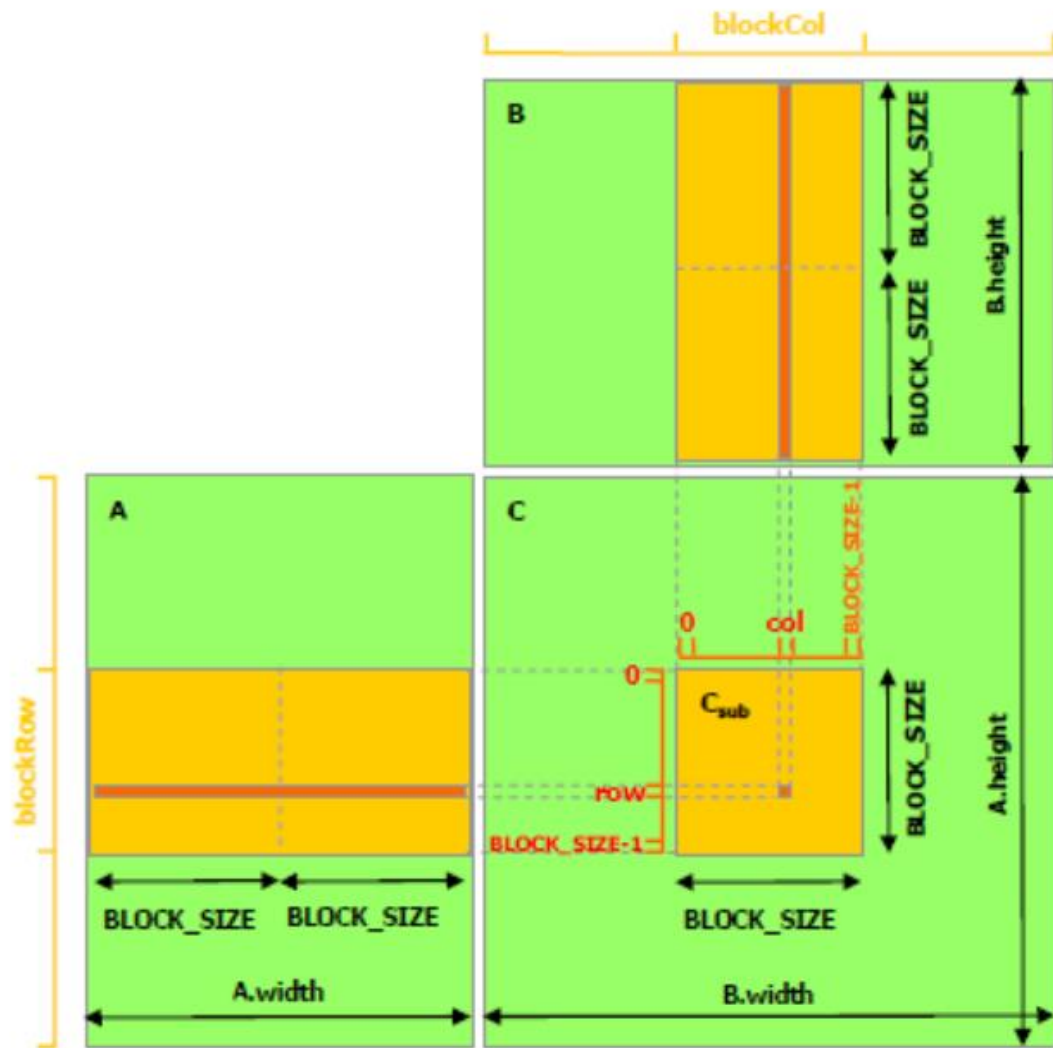 blockCol
B
BLOCK_SIZE
BLOCK_SIZE
B.height
A
C
BLOCK_SIZE-1
0
col
0
blockRow
Csub
BLOCK_SIZE
A.height
row
BLOCK_SIZE-1
BLOCK_SIZE
BLOCK_SIZE
BLOCK_SIZE
A.width
B.width